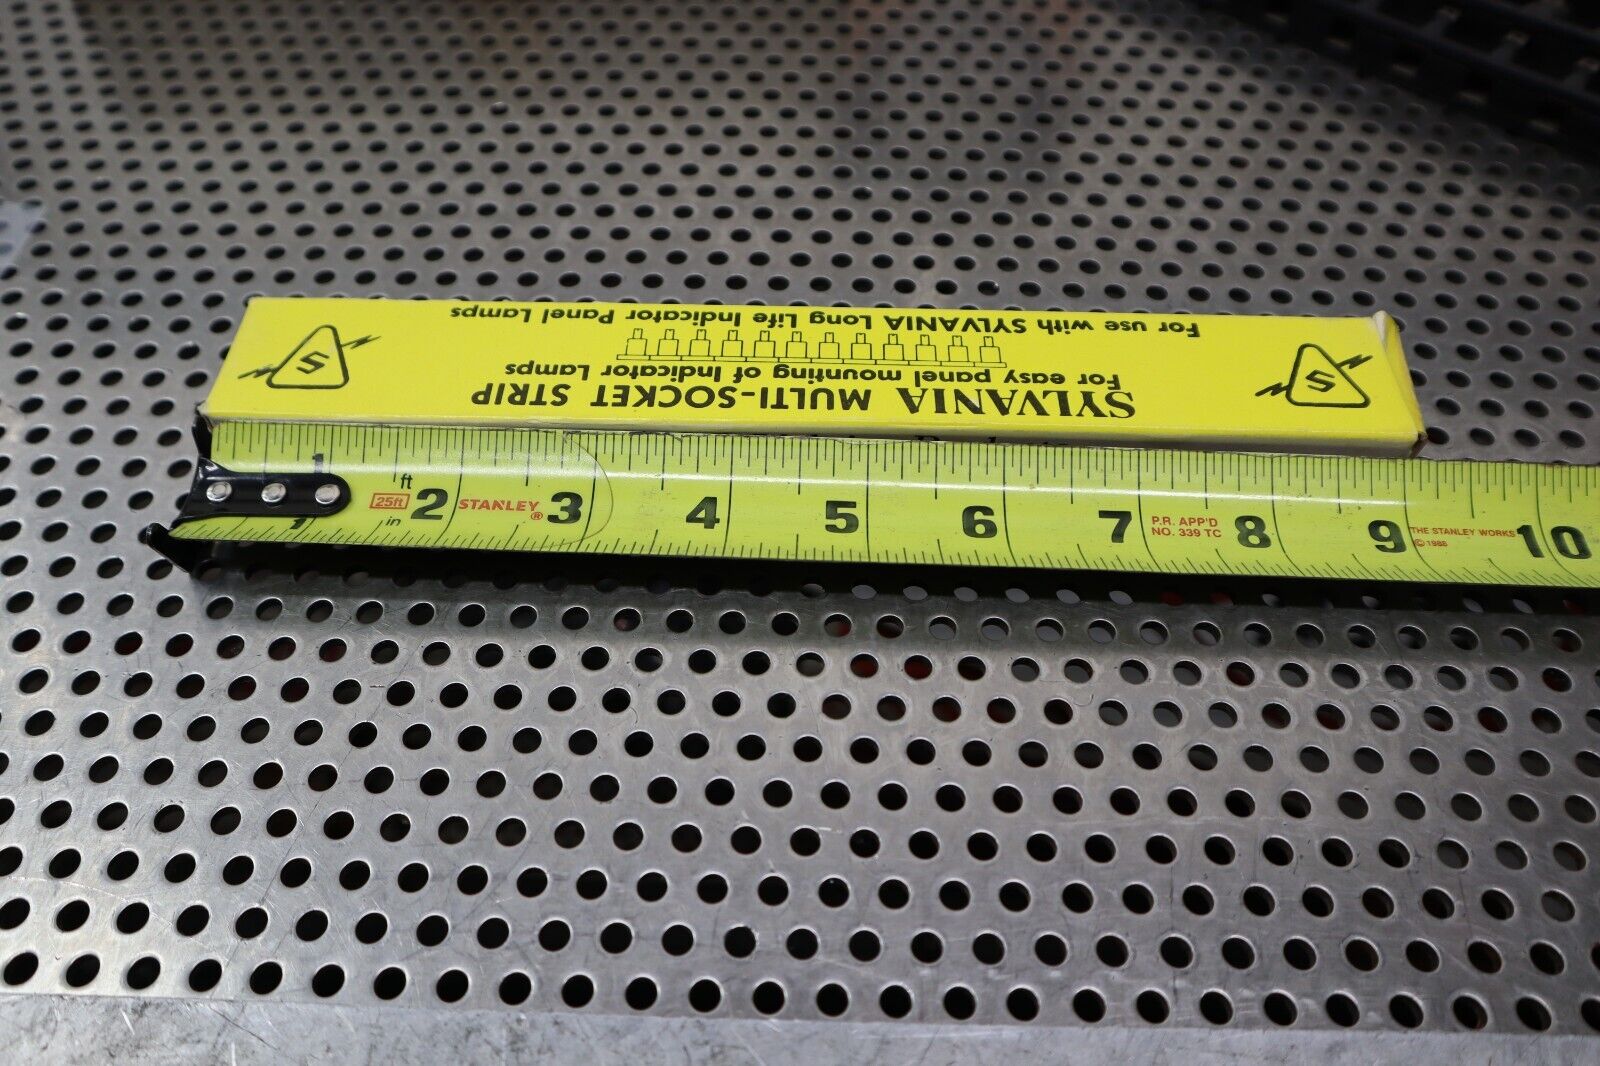 SYLVANIA MULTI-SOCKET STRIP
For easy panel mounting of Indicator Lamps
For use with SYLVANIA Long Life Indicator Panel Lamps
S
S
1
1 ft
25ft
in
2
STANLEY®
3
4
5
6
7
P.R. APP'D
NO. 339 TC
8
9
THE STANLEY WORKS
© 1986
10